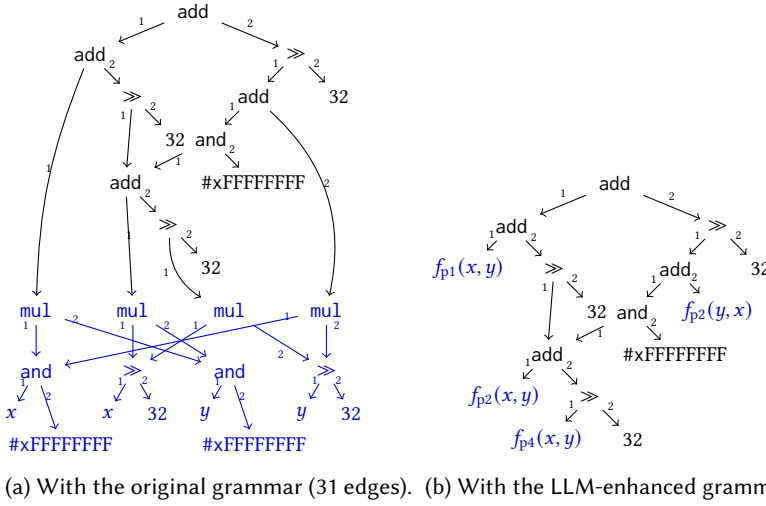 add
1 2
add ≫
2 1 2
≫ add 32
1 2 1
32 and
1 2
add #xFFFFFFFF
1 2 1 2
≫
1 2
32
mul mul mul mul
1 2 1 2 1 2 1 2
and ≫ and ≫
1 2 1 2 1 2 1 2
x x 32 y y 32
#xFFFFFFFF #xFFFFFFFF
(a) With the original grammar (31 edges).
add
1 2
add ≫
1 2 1 2
fp1(x, y) ≫ add 32
1 2 1 2
32 and fp2(y, x)
1 2
add #xFFFFFFFF
1 2
fp2(x, y) ≫
1 2
fp4(x, y) 32
(b) With the LLM-enhanced gramm